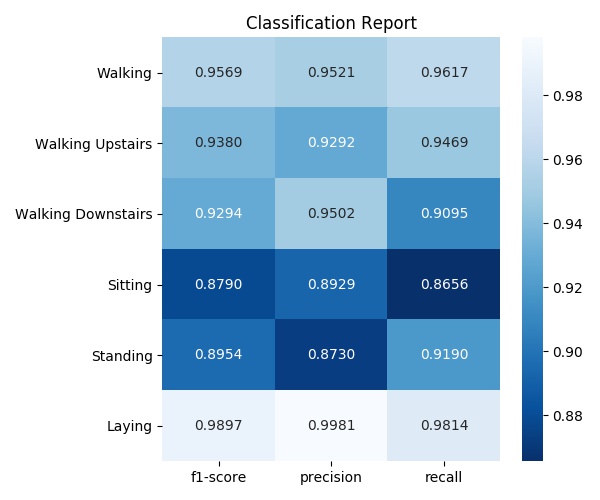 Classification Report
Walking 0.9569 0.9521 0.9617
Walking Upstairs 0.9380 0.9292 0.9469
Walking Downstairs 0.9294 0.9502 0.9095
Sitting 0.8790 0.8929 0.8656
Standing 0.8954 0.8730 0.9190
Laying 0.9897 0.9981 0.9814
f1-score precision recall
0.98
0.96
0.94
0.92
0.90
0.88